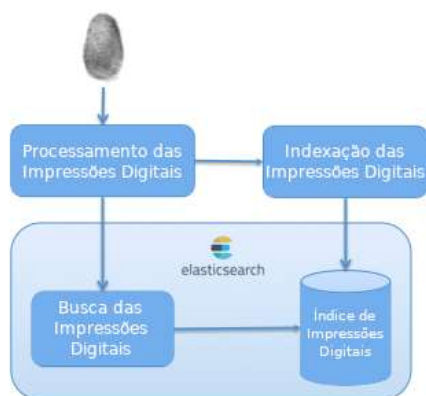 Processamento das
Impressões Digitais
Indexação das
Impressões Digitais
elasticsearch
Busca das
Impressões
Digitais
Índice de
Impressões
Digitais